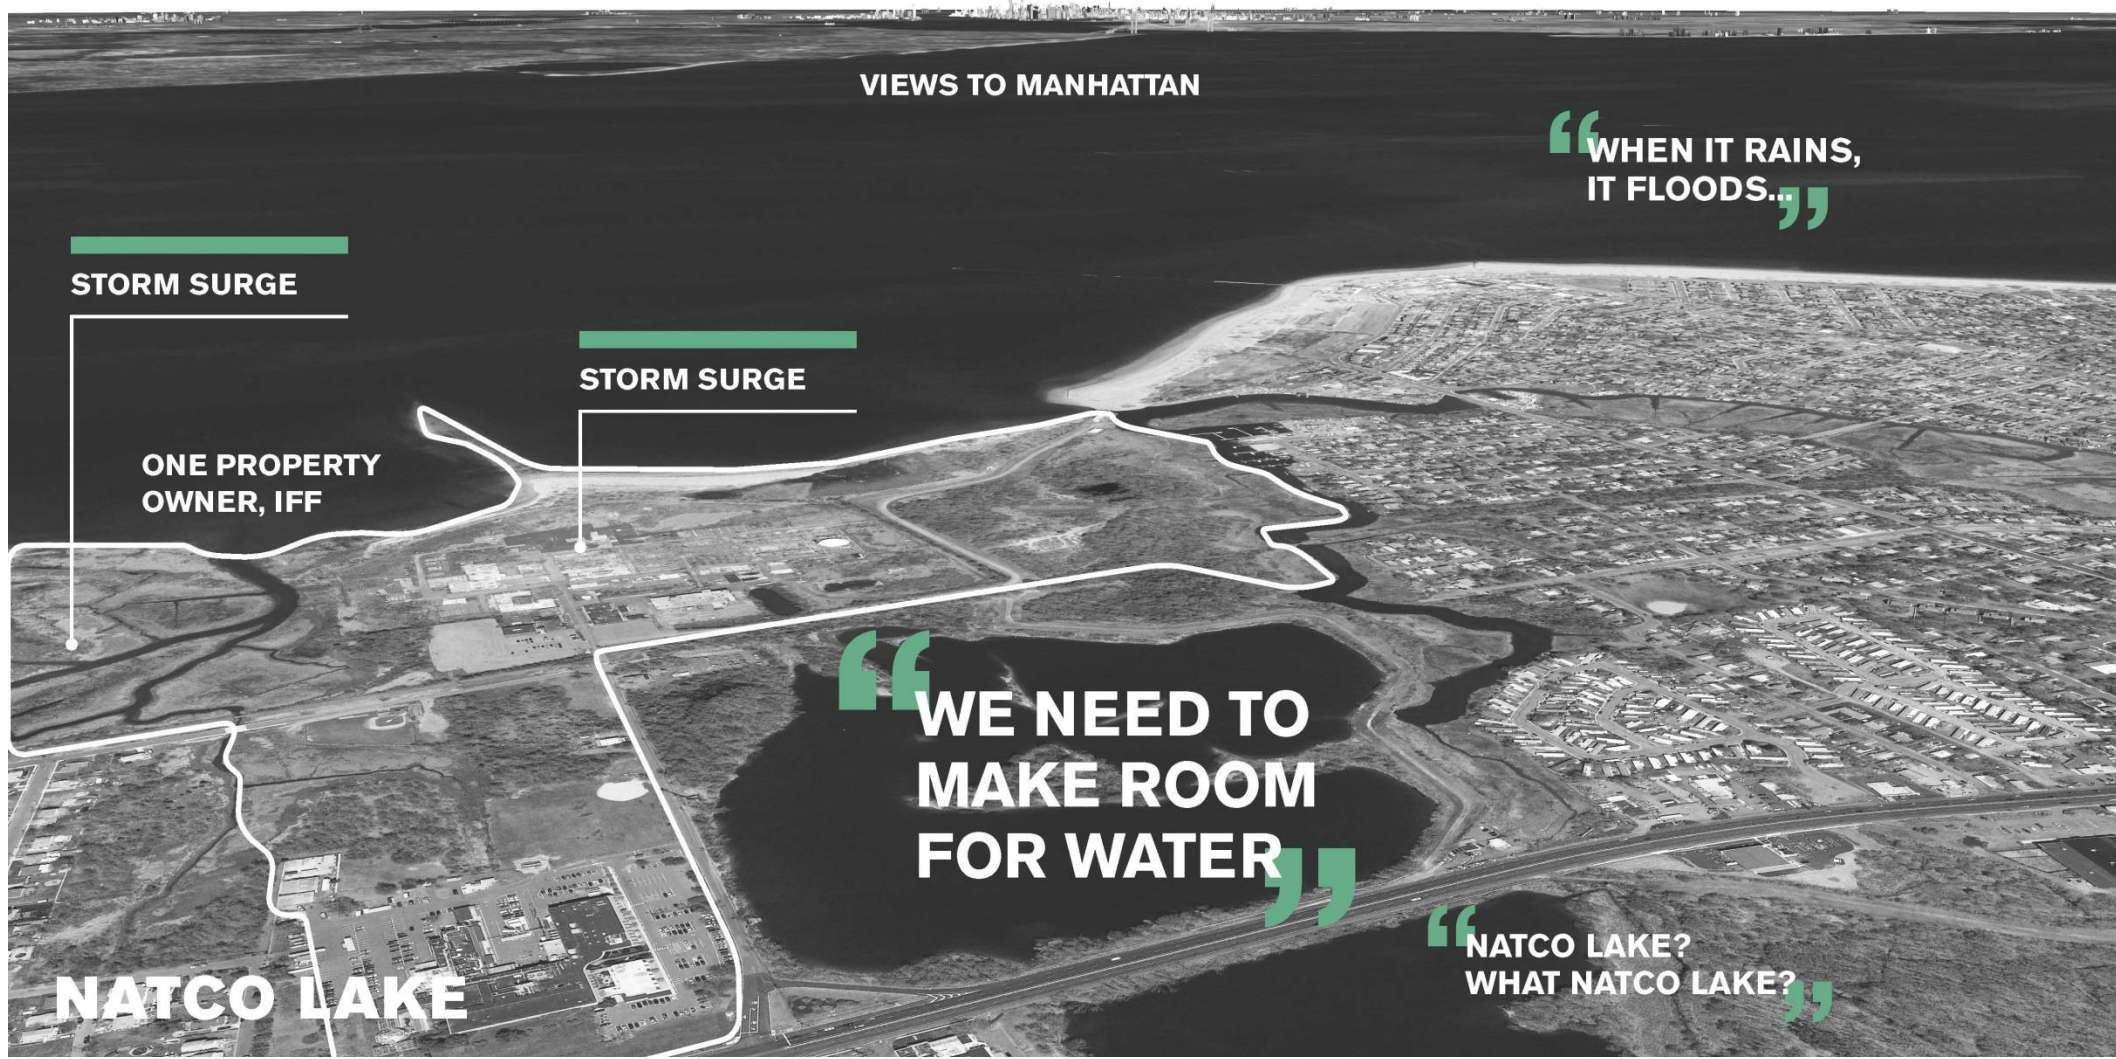 VIEWS TO MANHATTAN
“WHEN IT RAINS,
IT FLOODS...”
STORM SURGE
STORM SURGE
ONE PROPERTY
OWNER, IFF
“WE NEED TO
MAKE ROOM
FOR WATER”
“NATCO LAKE?
WHAT NATCO LAKE?”
NATCO LAKE